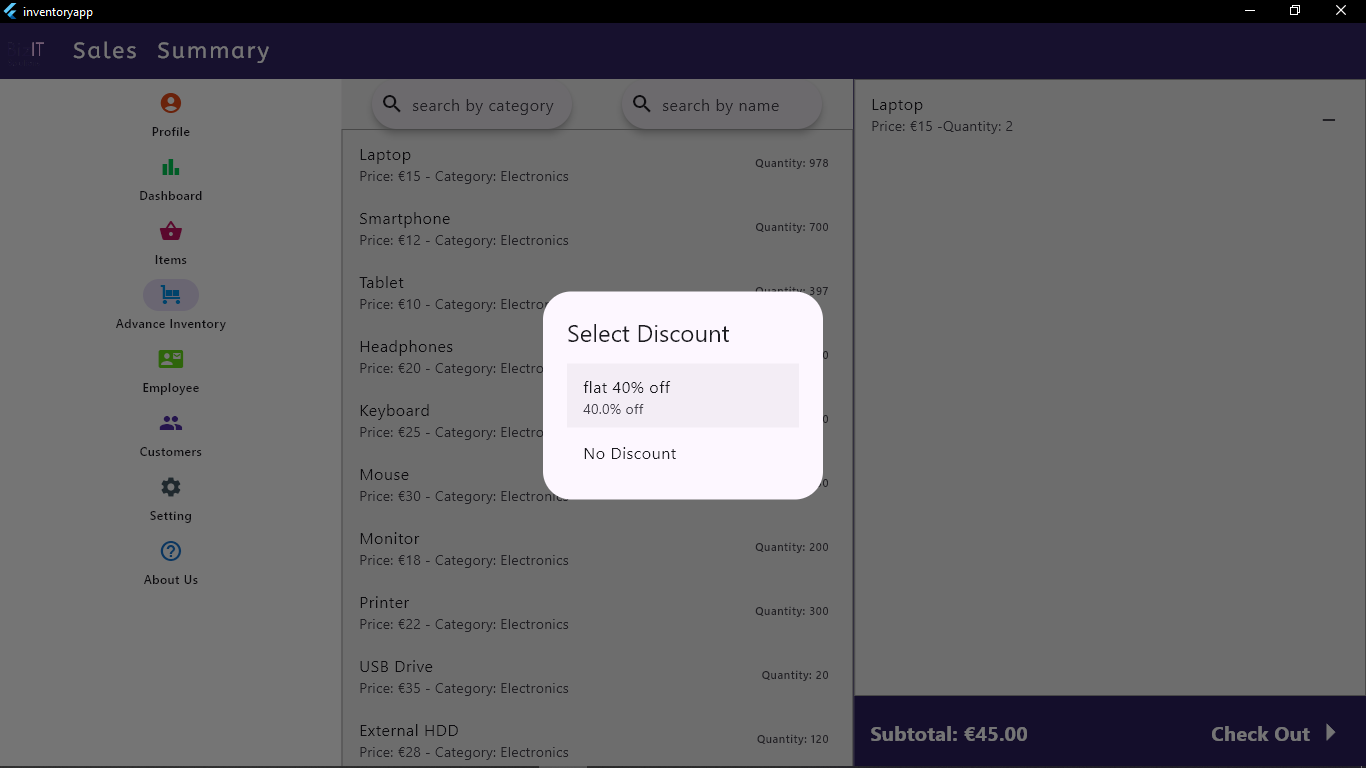 inventoryapp
IT
Sales Summary
Profile
Dashboard
Items
Advance Inventory
Employee
Customers
Setting
About Us
search by category
search by name
Laptop
Price: €15 - Category: Electronics
Quantity: 978
Smartphone
Price: €12 - Category: Electronics
Quantity: 700
Tablet
Price: €10 - Category: Electro
Quantity: 397
Headphones
Price: €20 - Category: Electro
0
Keyboard
Price: €25 - Category: Electro
0
Mouse
Price: €30 - Category: Electronics
0
Monitor
Price: €18 - Category: Electronics
Quantity: 200
Printer
Price: €22 - Category: Electronics
Quantity: 300
USB Drive
Price: €35 - Category: Electronics
Quantity: 20
External HDD
Price: €28 - Category: Electronics
Quantity: 120
Select Discount
flat 40% off
40.0% off
No Discount
Laptop
Price: €15 -Quantity: 2
Subtotal: €45.00
Check Out